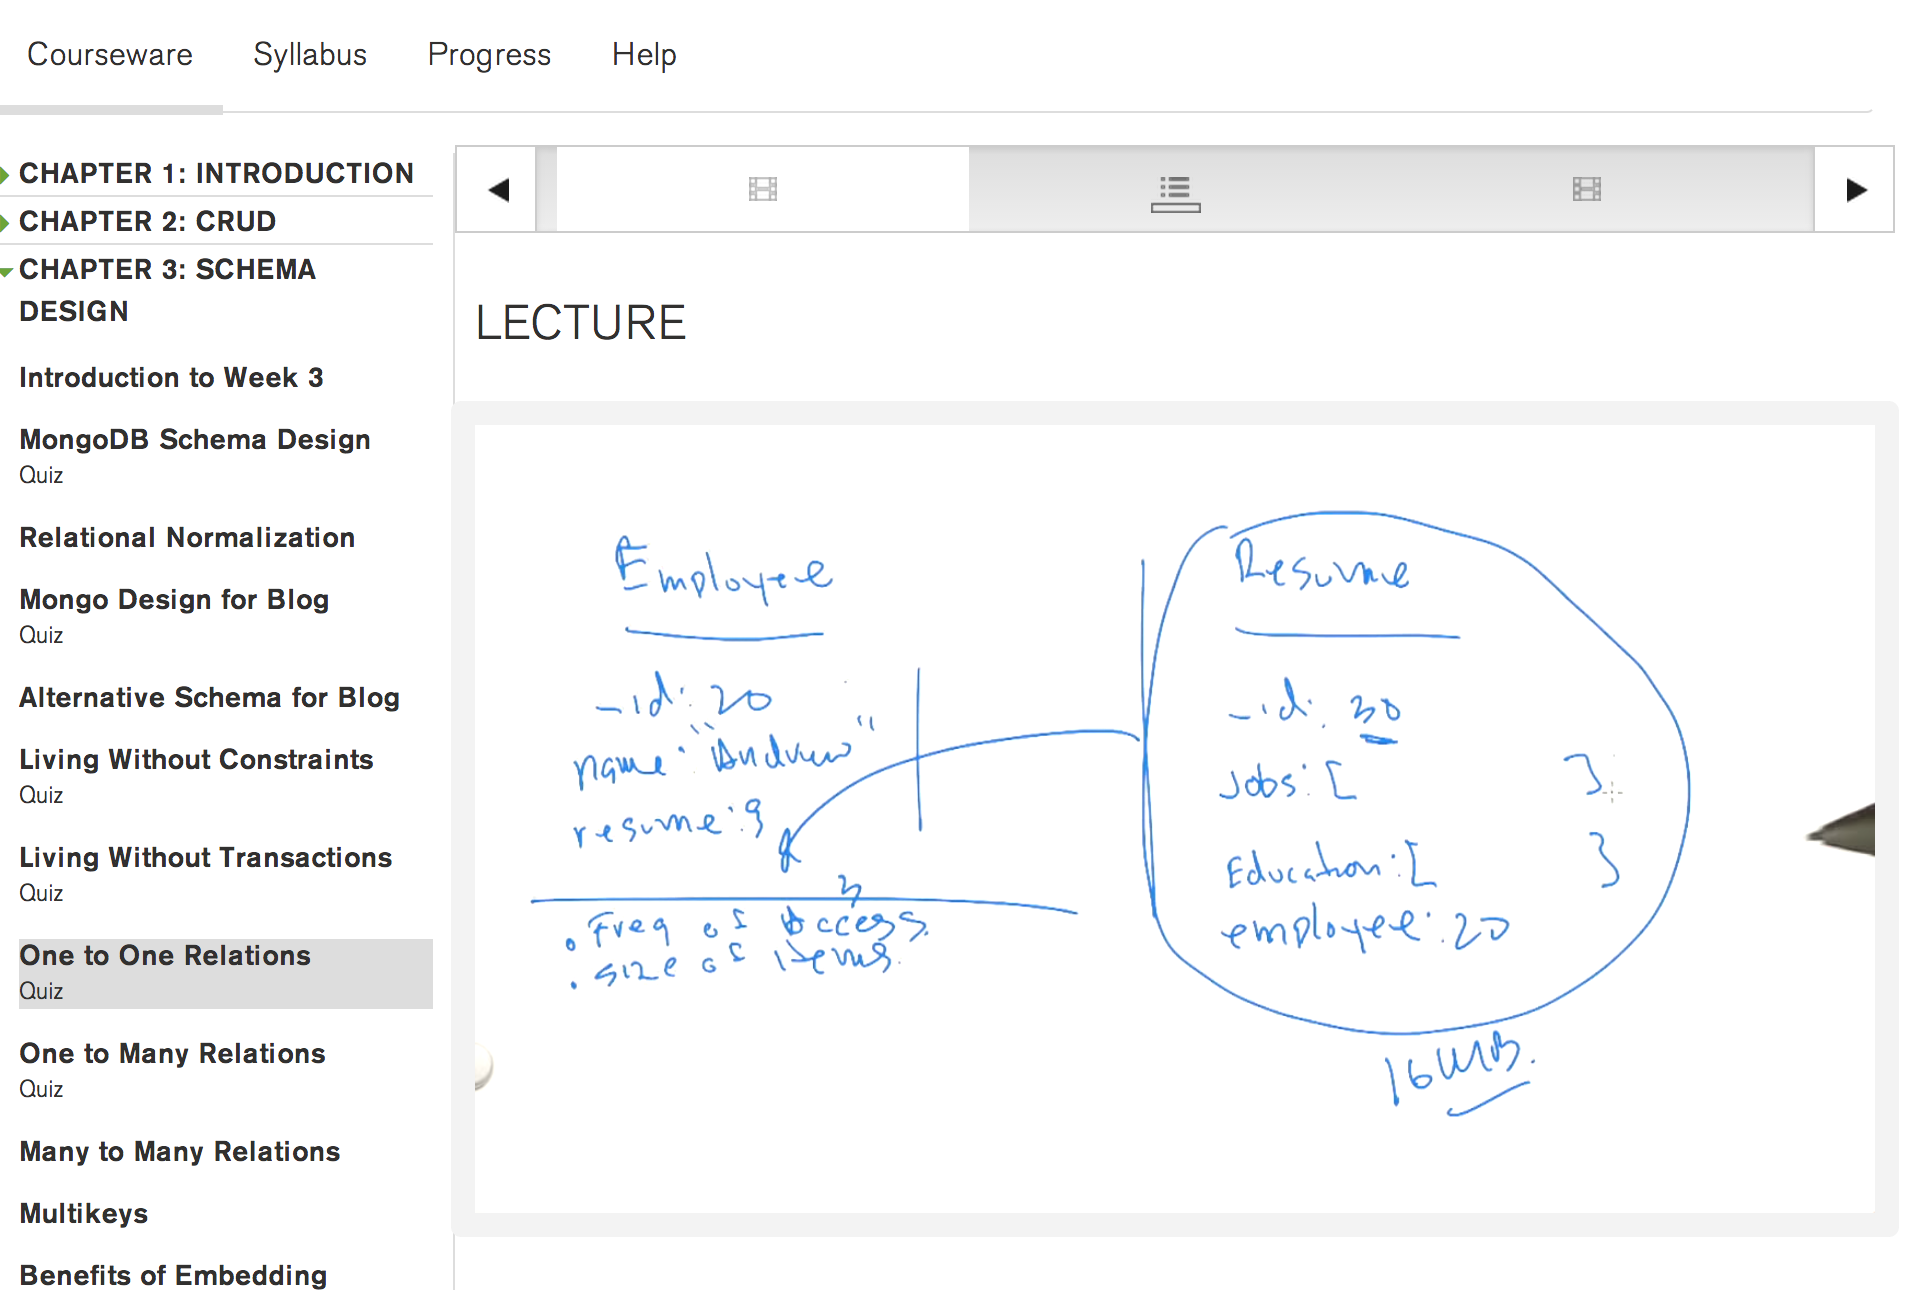 Courseware Syllabus Progress Help
CHAPTER 1: INTRODUCTION
CHAPTER 2: CRUD
CHAPTER 3: SCHEMA
DESIGN
Introduction to Week 3
MongoDB Schema Design
Quiz
Relational Normalization
Mongo Design for Blog
Quiz
Alternative Schema for Blog
Living Without Constraints
Quiz
Living Without Transactions
Quiz
One to One Relations
Quiz
One to Many Relations
Quiz
Many to Many Relations
Multikeys
Benefits of Embedding
LECTURE
Employee
_id: 20
name: "Andrew"
resume: {
}
• Freq of Access.
• size of items.
Resume
_id: 30
Jobs: [ ]
Education: [ ]
employee: 20
16MB.